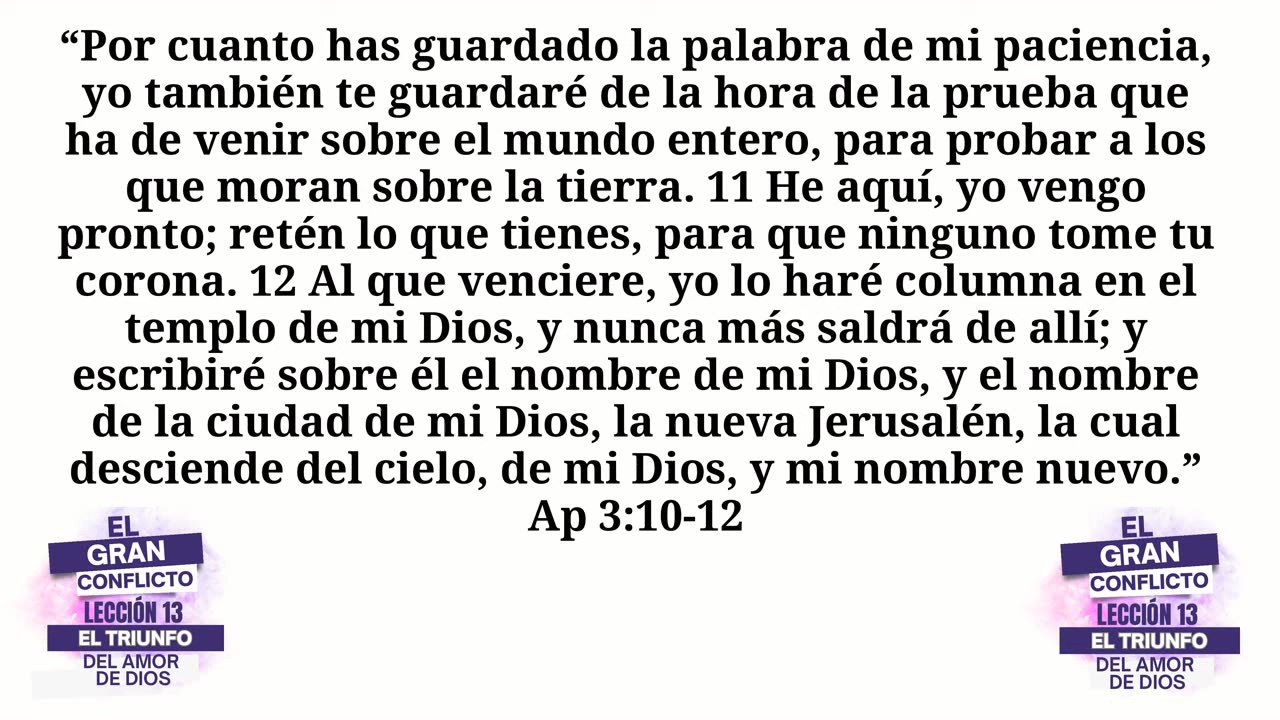 “Por cuanto has guardado la palabra de mi paciencia,
yo también te guardaré de la hora de la prueba que
ha de venir sobre el mundo entero, para probar a los
que moran sobre la tierra. 11 He aquí, yo vengo
pronto; retén lo que tienes, para que ninguno tome tu
corona. 12 Al que venciere, yo lo haré columna en el
templo de mi Dios, y nunca más saldrá de allí; y
escribiré sobre él el nombre de mi Dios, y el nombre
de la ciudad de mi Dios, la nueva Jerusalén, la cual
desciende del cielo, de mi Dios, y mi nombre nuevo.”
Ap 3:10-12
EL
GRAN
CONFLICTO
LECCIÓN 13
EL TRIUNFO
DEL AMOR
DE DIOS
EL
GRAN
CONFLICTO
LECCIÓN 13
EL TRIUNFO
DEL AMOR
DE DIOS